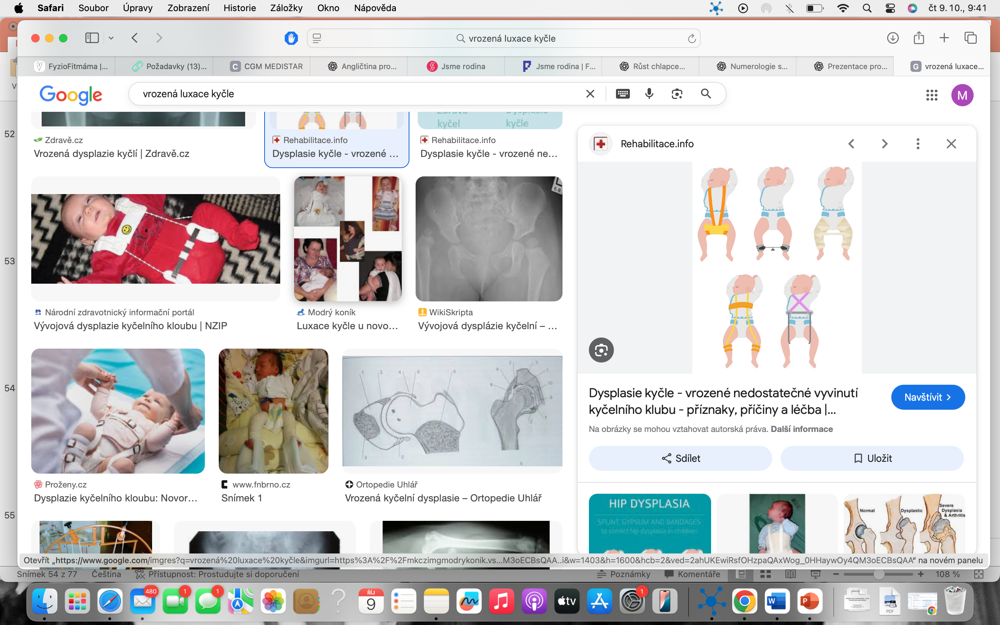 Safari Soubor Úpravy Zobrazení Historie Záložky Okno Nápověda čt 9. 10., 9:41
vrozená luxace kyčle
FyzioFitmáma |... Požadavky (13)... CGM MEDISTAR Angličtina pro... Jsme rodina Jsme rodina | F... Růst chlapce... Numerologie s... Prezentace pro... vrozená luxace...
Google
vrozená luxace kyčle
M
kyčel
kyčle
52
Zdravě.cz
Vrozená dysplazie kyčlí | Zdravě.cz
Rehabilitace.info
Dysplasie kyčle - vrozené ...
Rehabilitace.info
Dysplasie kyčle - vrozené ne...
53
Národní zdravotnický informační portál
Vývojová dysplazie kyčelního kloubu | NZIP
Modrý koník
Luxace kyčle u novo...
WikiSkripta
Vývojová dysplázie kyčelní – ...
54
Proženy.cz
Dysplazie kyčelního kloubu: Novor...
www.fnbrno.cz
Snímek 1
Ortopedie Uhlář
Vrozená kyčelní dysplasie – Ortopedie Uhlář
55
Rehabilitace.info
Dysplasie kyčle - vrozené nedostatečné vyvinutí
kyčelního klubu - příznaky, příčiny a léčba |...
Navštívit
Na obrázky se mohou vztahovat autorská práva. Další informace
Sdílet
Uložit
HIP DYSPLASIA
SPLINT, GYPSUM AND BANDAGES
to correct hip dysplasia in children.
Normal
Dysplastic
Severe
Dysplasia
& Arthritis
Otevřít „https://www.google.com/imgres?q=vrozená%20luxace%20kyčle&imgurl=https%3A%2F%2Fmkczimgmodrykonik.vs...M3oECBsQAA..i&w=1403&h=1600&hcb=2&ved=2ahUKEwiRsfOHzpaQAxWog_0HHaywOy4QM3oECBsQAA“ na novém panelu
Snímek 54 z 77 Čeština Přístupnost: Prostudujte si doporučení Poznámky Komentáře 108 %
480
1
1
ŘÍJ
9
tv
1
W
P
PDF